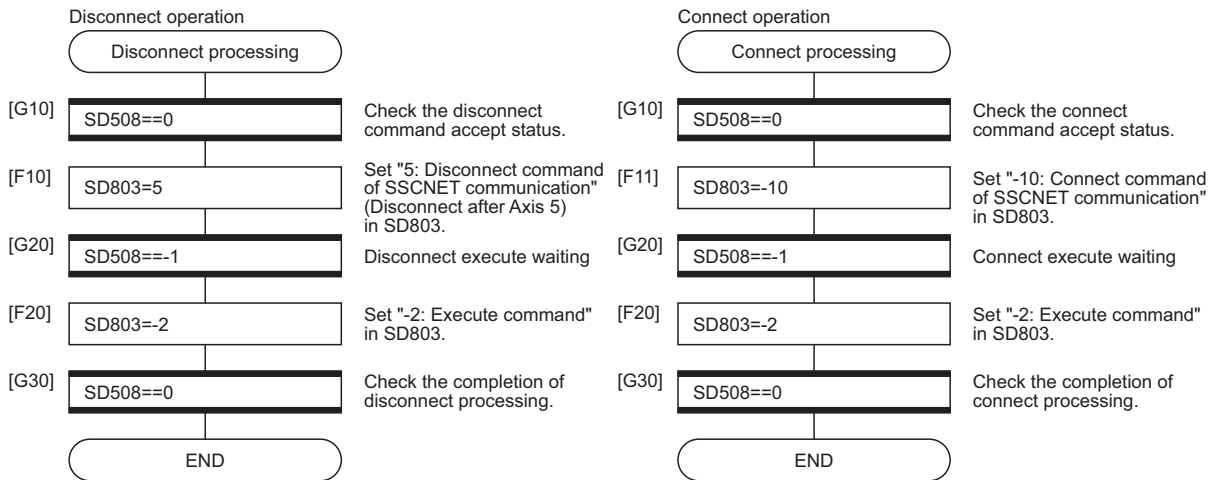 Disconnect operation
Disconnect processing
[G10]
SD508==0
Check the disconnect
command accept status.
[F10]
SD803=5
Set "5: Disconnect command
of SSCNET communication"
(Disconnect after Axis 5)
in SD803.
[G20]
SD508==-1
Disconnect execute waiting
[F20]
SD803=-2
Set "-2: Execute command"
in SD803.
[G30]
SD508==0
Check the completion of
disconnect processing.
END
Connect operation
Connect processing
[G10]
SD508==0
Check the connect
command accept status.
[F11]
SD803=-10
Set "-10: Connect command
of SSCNET communication"
in SD803.
[G20]
SD508==-1
Connect execute waiting
[F20]
SD803=-2
Set "-2: Execute command"
in SD803.
[G30]
SD508==0
Check the completion of
connect processing.
END